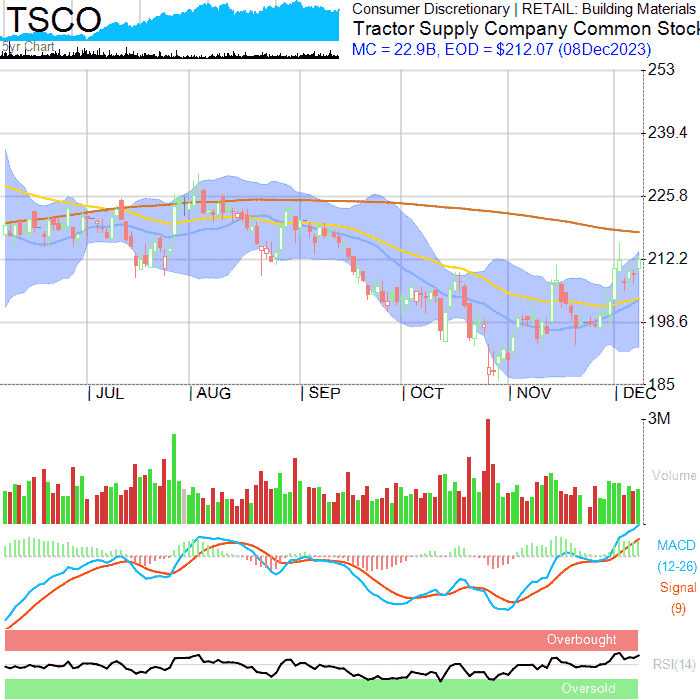 TSCO
5yr Chart
Consumer Discretionary | RETAIL: Building Materials
Tractor Supply Company Common Stock
MC = 22.9B, EOD = $212.07 (08Dec2023)
253
239.4
225.8
212.2
198.6
185
| JUL | AUG | SEP | OCT | NOV | DEC
3M
Volume
MACD
(12-26)
Signal
(9)
Overbought
RSI(14)
Oversold